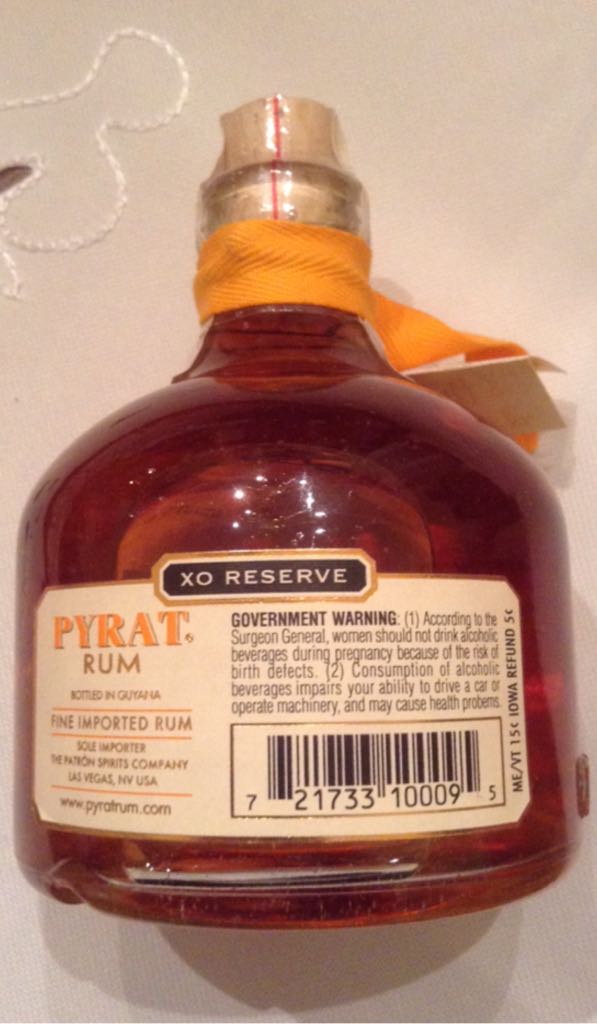 XO RESERVE
PYRAT®
RUM
BOTTLED IN GUYANA
FINE IMPORTED RUM
SOLE IMPORTER
THE PATRÓN SPIRITS COMPANY
LAS VEGAS, NV USA
www.pyratrum.com
GOVERNMENT WARNING: (1) According to the
Surgeon General, women should not drink alcoholic
beverages during pregnancy because of the risk of
birth defects. (2) Consumption of alcoholic
beverages impairs your ability to drive a car or
operate machinery, and may cause health problems.
7 21733 10009 5
ME/VT 15¢ IOWA REFUND 5¢